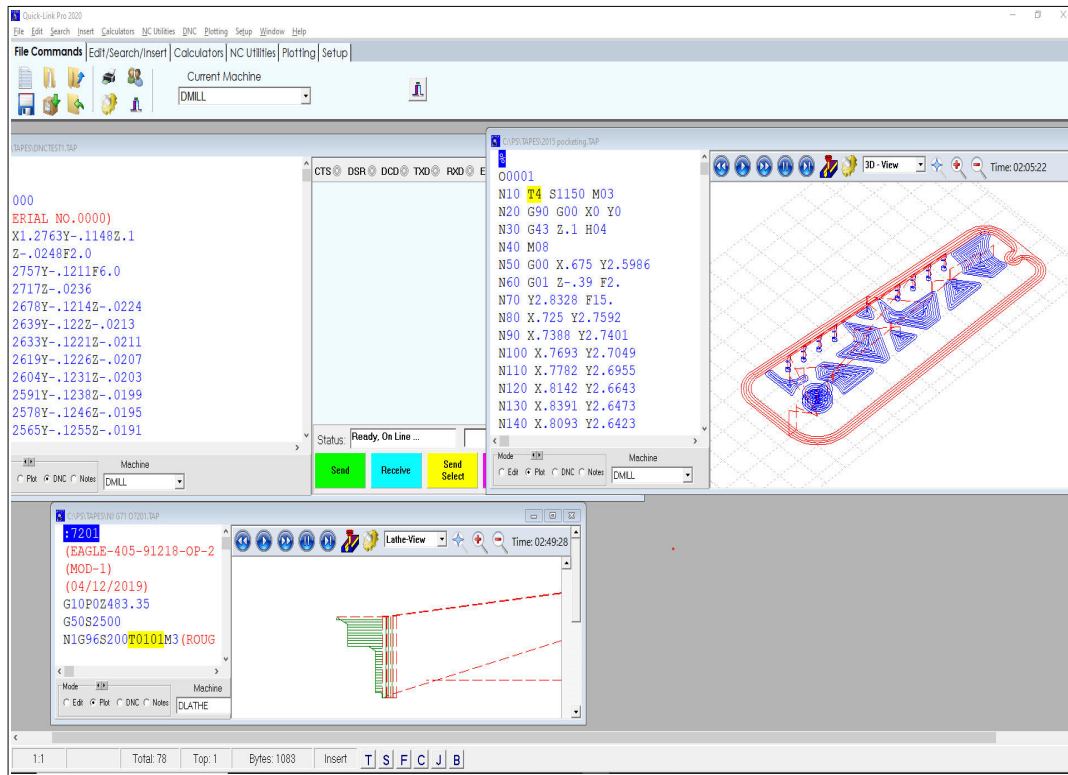 Quick-Link Pro 2020
File Edit Search Insert Calculators NC Utilities DNC Plotting Setup Window Help
File Commands Edit/Search/Insert Calculators NC Utilities Plotting Setup
Current Machine
DMILL
TAPES\DNCTEST1.TAP
000
ERIAL NO.0000)
X1.2763Y-.1148Z.1
Z-.0248F2.0
2757Y-.1211F6.0
2717Z-.0236
2678Y-.1214Z-.0224
2639Y-.1222Z-.0213
2633Y-.1221Z-.0211
2619Y-.1226Z-.0207
2604Y-.1231Z-.0203
2591Y-.1238Z-.0199
2578Y-.1246Z-.0195
2565Y-.1255Z-.0191
Plot DNC Notes
Machine
DMILL
CTS DSR DCD TXD RXD E
Status: Ready, On Line ...
Send Receive Send Select
C:\PS\TAPES\2015 pocketing.TAP
%
O0001
N10 T4 S1150 M03
N20 G90 G00 X0 Y0
N30 G43 Z.1 H04
N40 M08
N50 G00 X.675 Y2.5986
N60 G01 Z-.39 F2.
N70 Y2.8328 F15.
N80 X.725 Y2.7592
N90 X.7388 Y2.7401
N100 X.7693 Y2.7049
N110 X.7782 Y2.6955
N120 X.8142 Y2.6643
N130 X.8391 Y2.6473
N140 X.8093 Y2.6423
Mode
Edit Plot DNC Notes
Machine
DMILL
3D - View
Time: 02:05:22
C:\PS\TAPES\NJ G71 O7201.TAP
:7201
(EAGLE-405-91218-OP-2
(MOD-1)
(04/12/2019)
G10P0Z483.35
G50S2500
N1G96S200T0101M3(ROUG
Mode
Edit Plot DNC Notes
Machine
DLATHE
Lathe-View
Time: 02:49:28
1:1 Total: 78 Top: 1 Bytes: 1083 Insert T S F C J B